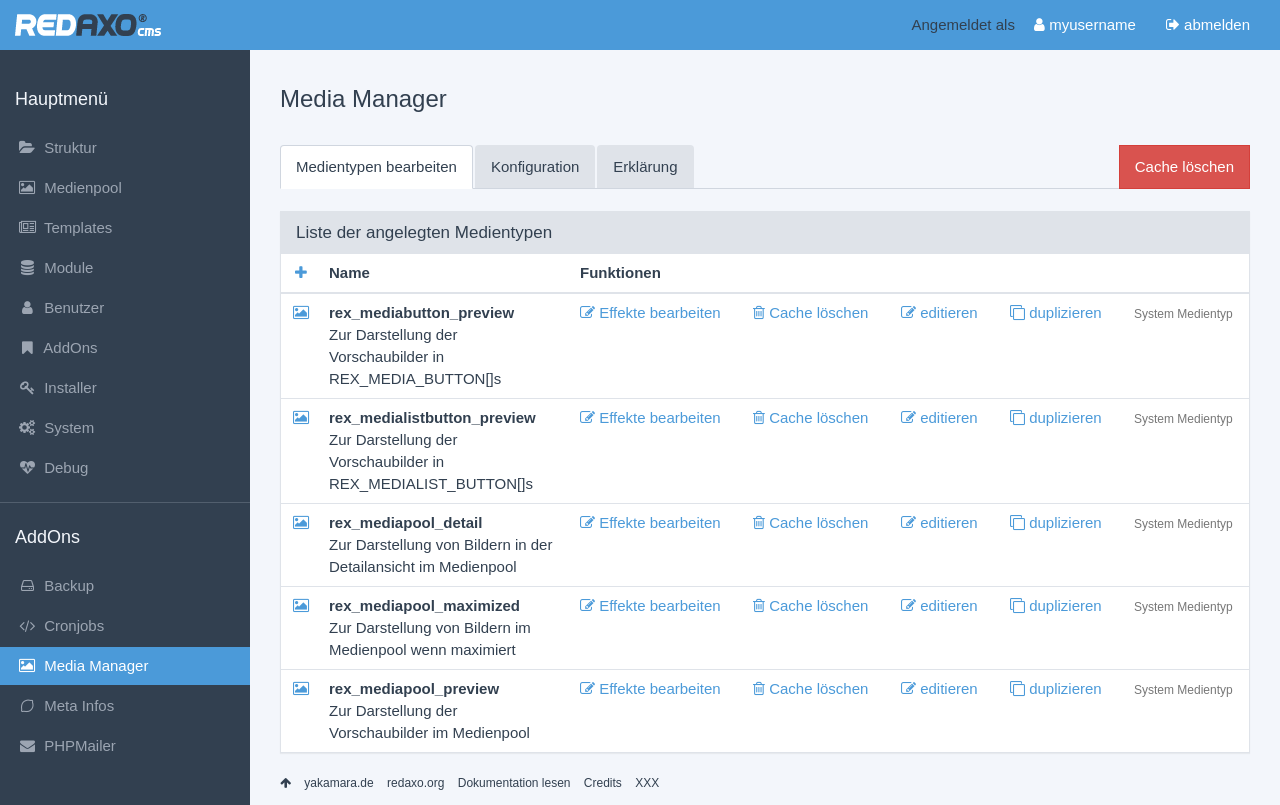 REDAXO® cms
Angemeldet als myusername abmelden
Hauptmenü
Struktur
Medienpool
Templates
Module
Benutzer
AddOns
Installer
System
Debug
AddOns
Backup
Cronjobs
Media Manager
Meta Infos
PHPMailer
Media Manager
Medientypen bearbeiten Konfiguration Erklärung Cache löschen
Liste der angelegten Medientypen
Name Funktionen
rex_mediabutton_preview Effekte bearbeiten Cache löschen editieren duplizieren System Medientyp
Zur Darstellung der
Vorschaubilder in
REX_MEDIA_BUTTON[]s
rex_medialistbutton_preview Effekte bearbeiten Cache löschen editieren duplizieren System Medientyp
Zur Darstellung der
Vorschaubilder in
REX_MEDIALIST_BUTTON[]s
rex_mediapool_detail Effekte bearbeiten Cache löschen editieren duplizieren System Medientyp
Zur Darstellung von Bildern in der
Detailansicht im Medienpool
rex_mediapool_maximized Effekte bearbeiten Cache löschen editieren duplizieren System Medientyp
Zur Darstellung von Bildern im
Medienpool wenn maximiert
rex_mediapool_preview Effekte bearbeiten Cache löschen editieren duplizieren System Medientyp
Zur Darstellung der
Vorschaubilder im Medienpool
yakamara.de redaxo.org Dokumentation lesen Credits XXX